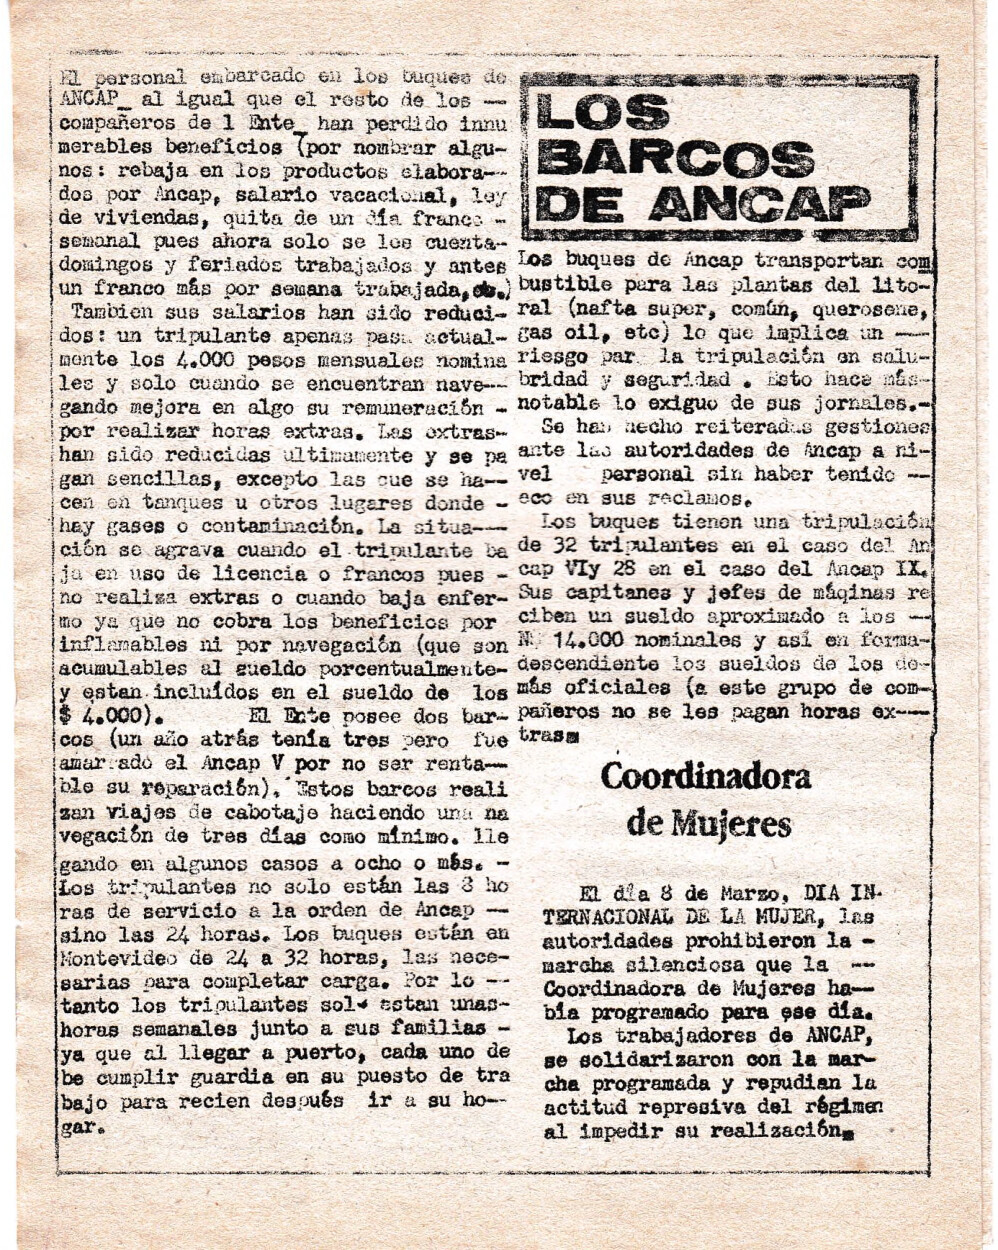 El personal embarcado en los buques de
ANCAP_ al igual que el resto de los --
compañeros de l Ente_ han perdido innu
merables beneficios (por nombrar algu-
nos: rebaja en los productos elabora--
dos por Ancap, salario vacacional, ley
de viviendas, quita de un día franco -
semanal pues ahora solo se les cuenta-
domingos y feriados trabajados y antes
un franco más por semana trabajada, etc.)
Tambien sus salarios han sido reduci-
dos: un tripulante apenas pasa actual-
mente los 4.000 pesos mensuales nomina
les y solo cuando se encuentran nave--
gando mejora en algo su remuneración -
por realizar horas extras. Las extras-
han sido reducidas ultimamente y se pa
gan sencillas, excepto las que se ha--
cen en tanques u otros lugares donde -
hay gases o contaminación. La situa---
ción se agrava cuando el tripulante ba
ja en uso de licencia o francos pues -
no realiza extras o cuando baja enfer-
mo ya que no cobra los beneficios por
inflamables ni por navegación (que son
acumulables al sueldo porcentualmente-
y estan incluídos en el sueldo de los
$ 4.000). El Ente posee dos bar-
cos (un año atrás tenía tres pero fue
amarrado el Ancap V por no ser renta--
ble su reparación). Estos barcos reali
zan viajes de cabotaje haciendo una na
vegación de tres días como mínimo. lle
gando en algunos casos a ocho o más. -
Los tripulantes no solo están las 8 ho
ras de servicio a la orden de Ancap --
sino las 24 horas. Los buques están en
Montevideo de 24 a 32 horas, las nece-
sarias para completar carga. Por lo --
tanto los tripulantes solo estan unas-
horas semanales junto a sus familias -
ya que al llegar a puerto, cada uno de
be cumplir guardia en su puesto de tra
bajo para recien después ir a su ho--
gar.
LOS
BARCOS
DE ANCAP
Los buques de Ancap transportan com
bustible para las plantas del lito-
ral (nafta super, común, querosene,
gas oil, etc) lo que implica un ---
riesgo para la tripulación en salu-
bridad y seguridad . Esto hace más-
notable lo exiguo de sus jornales.-
Se han hecho reiteradas gestiones
ante las autoridades de Ancap a ni-
vel personal sin haber tenido --
eco en sus reclamos.
Los buques tienen una tripulación
de 32 tripulantes en el caso del An
cap VIy 28 en el caso del Ancap IX.
Sus capitanes y jefes de máqinas re
ciben un sueldo aproximado a los --
N$ 14.000 nominales y así en forma-
descendiente los sueldos de los de-
más oficiales (a este grupo de com-
pañeros no se les pagan horas ex---
tras■
Coordinadora
de Mujeres
El día 8 de Marzo, DIA IN-
TERNACIONAL DE LA MUJER, las
autoridades prohibieron la -
marcha silenciosa que la --
Coordinadora de Mujeres ha--
bía programado para ese día.
Los trabajadores de ANCAP,
se solidarizaron con la mar-
cha programada y repudian la
actitud represiva del régimen
al impedir su realización■